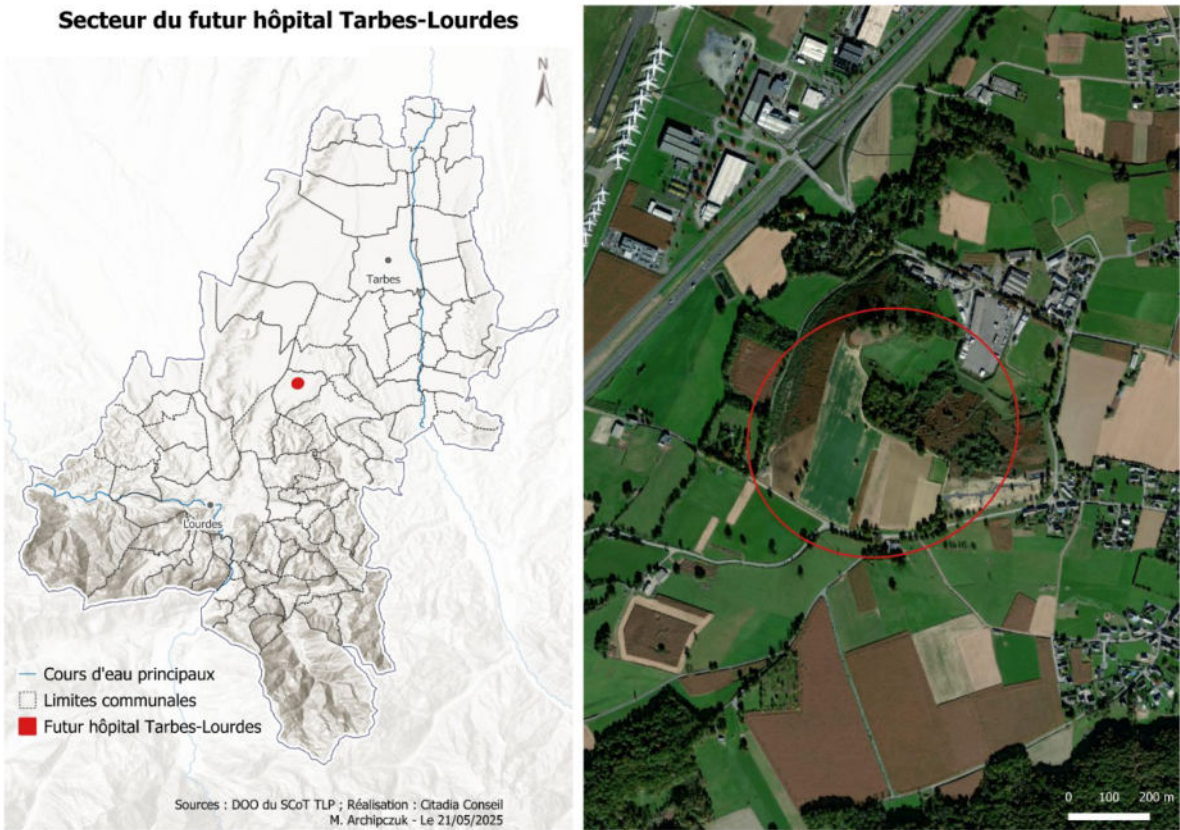 Secteur du futur hôpital Tarbes-Lourdes
N
Tarbes
Lourdes
Cours d'eau principaux
Limites communales
Futur hôpital Tarbes-Lourdes
Sources : DOO du SCoT TLP ; Réalisation : Citadia Conseil
M. Archipczuk - Le 21/05/2025
0 100 200 m